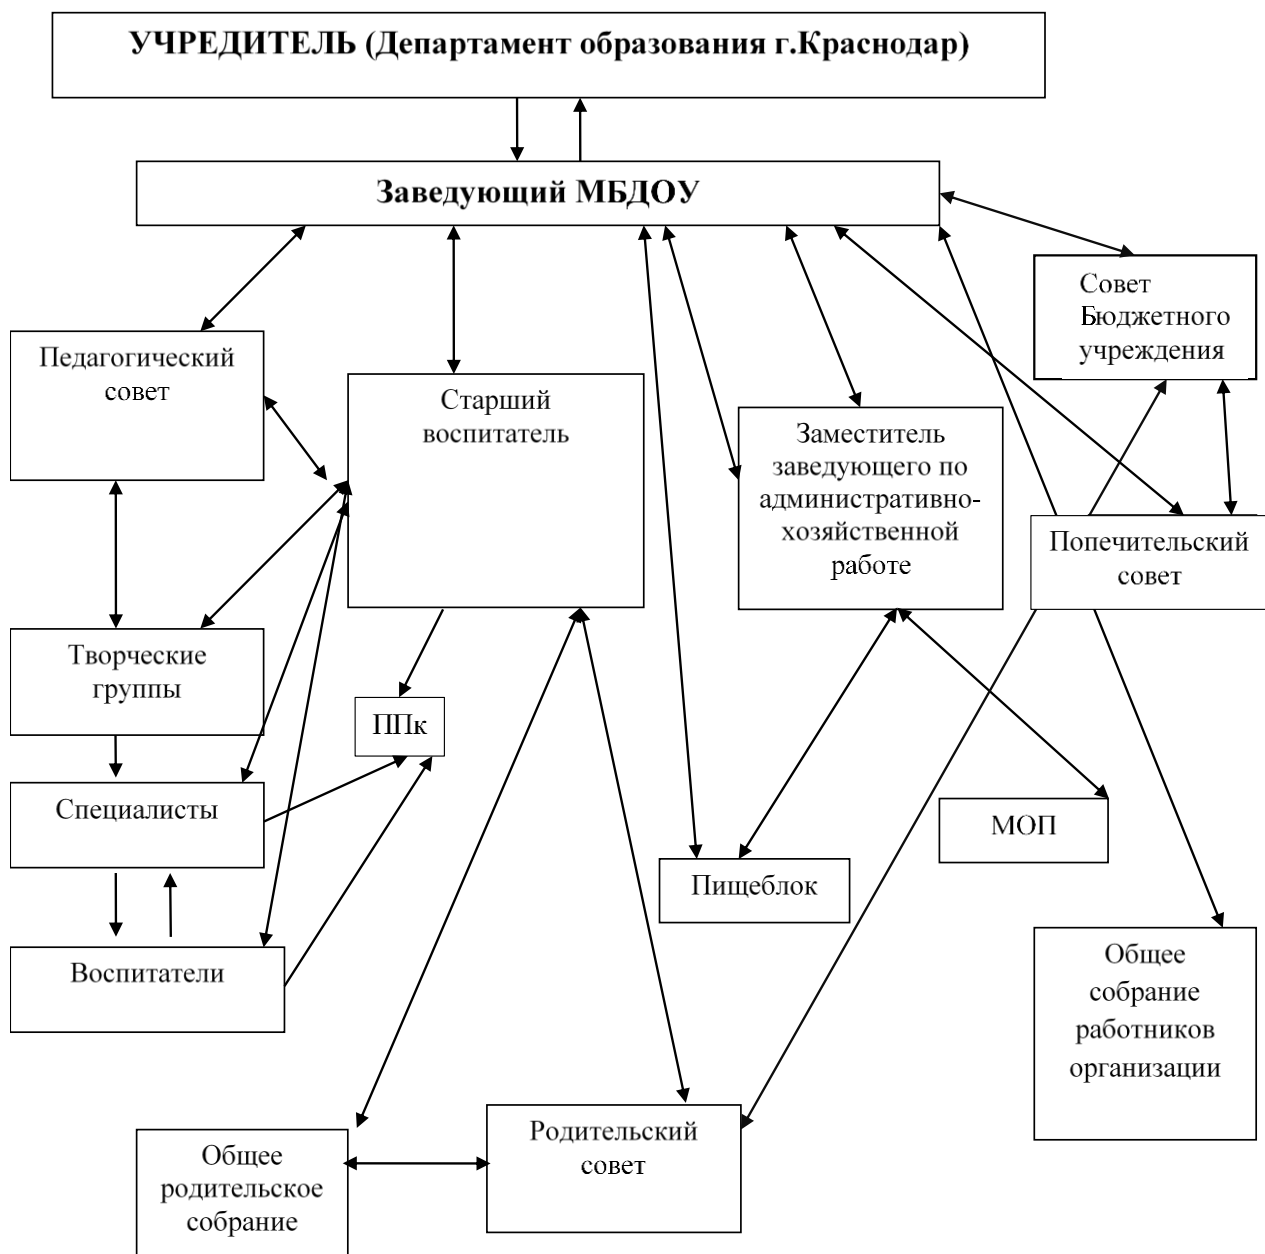 УЧРЕДИТЕЛЬ (Департамент образования г.Краснодар)
Заведующий МБДОУ
Совет
Бюджетного
учреждения
Педагогический
совет
Старший
воспитатель
Заместитель
заведующего по
административно-
хозяйственной
работе
Попечительский
совет
Творческие
группы
ППк
Специалисты
МОП
Пищеблок
Воспитатели
Общее
собрание
работников
организации
Родительский
совет
Общее
родительское
собрание